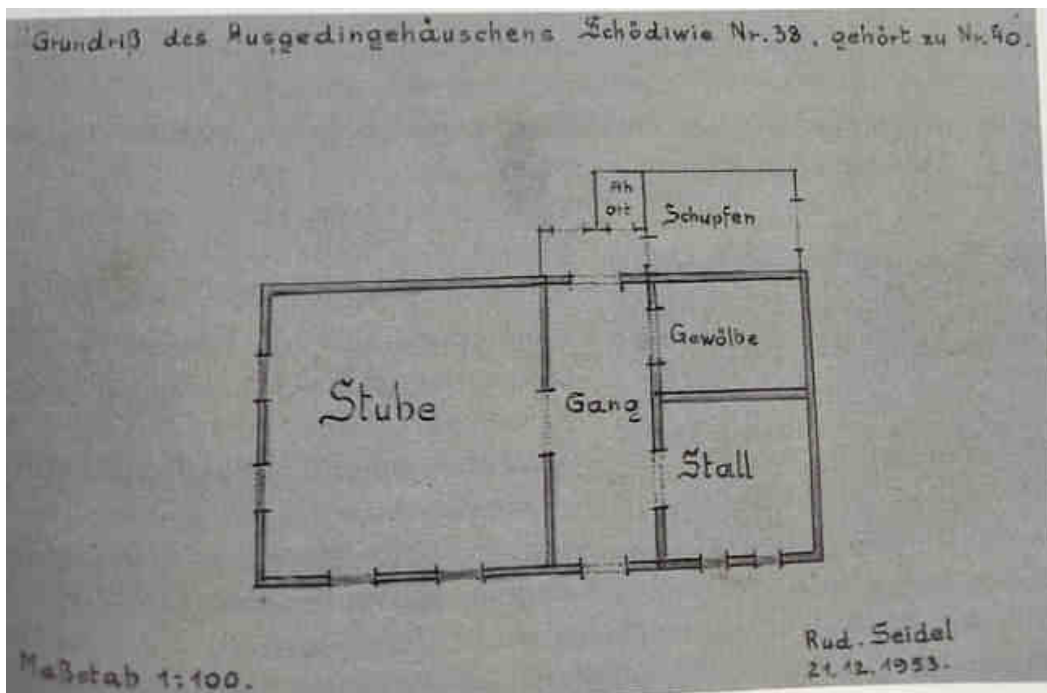 Grundriß des Ausgedingehäuschens Schödiwie Nr. 38, gehört zu Nr. 40.
Ab
ort
Schupfen
Gewölbe
Stube
Gang
Stall
Rud. Seidel
21.12.1953.
Maßstab 1:100.